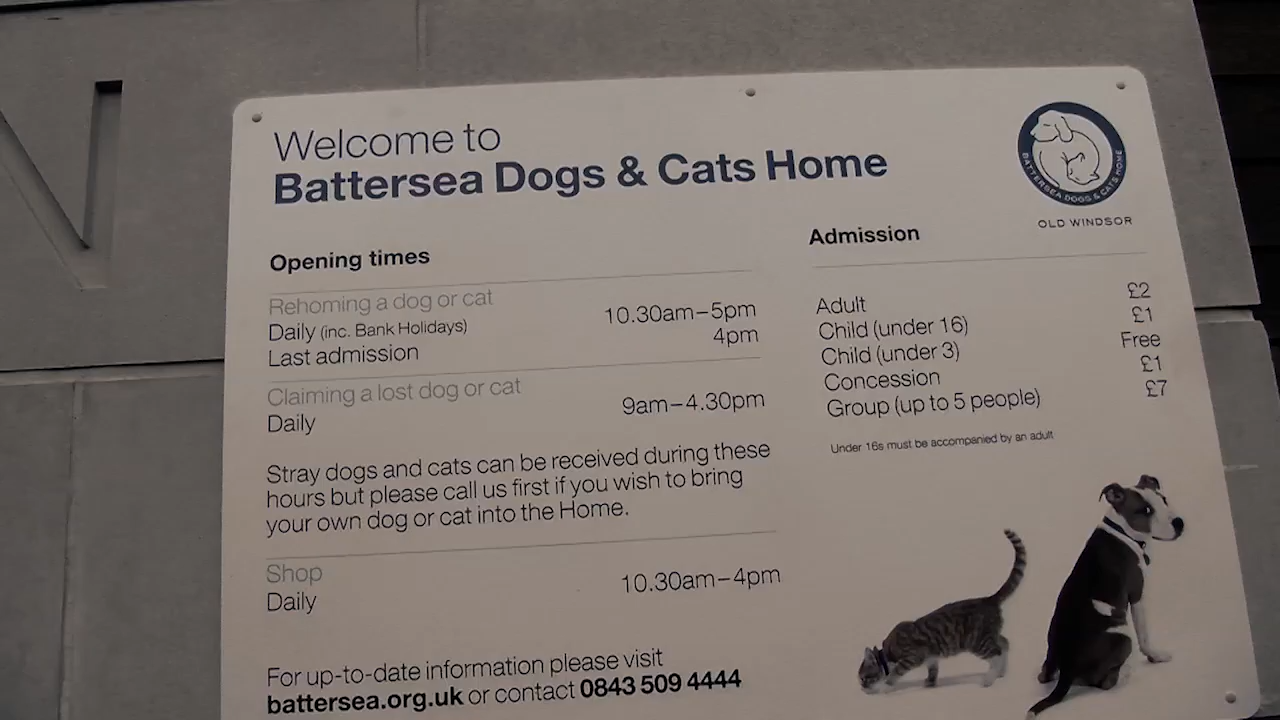 Welcome to
Battersea Dogs & Cats Home
BATTERSEA DOGS & CATS HOME
OLD WINDSOR
Opening times
Rehoming a dog or cat
Daily (inc. Bank Holidays) 10.30am–5pm
Last admission 4pm
Claiming a lost dog or cat
Daily 9am–4.30pm
Stray dogs and cats can be received during these
hours but please call us first if you wish to bring
your own dog or cat into the Home.
Shop
Daily 10.30am–4pm
For up-to-date information please visit
battersea.org.uk or contact 0843 509 4444
Admission
Adult £2
Child (under 16) £1
Child (under 3) Free
Concession £1
Group (up to 5 people) £7
Under 16s must be accompanied by an adult